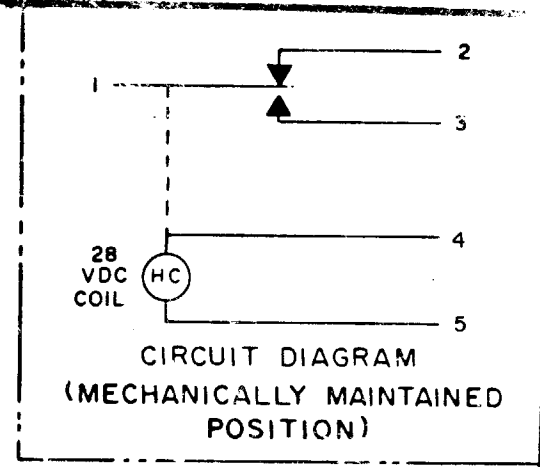 2
1
3
4
28
VDC
COIL
HC
5
CIRCUIT DIAGRAM
(MECHANICALLY MAINTAINED
POSITION)